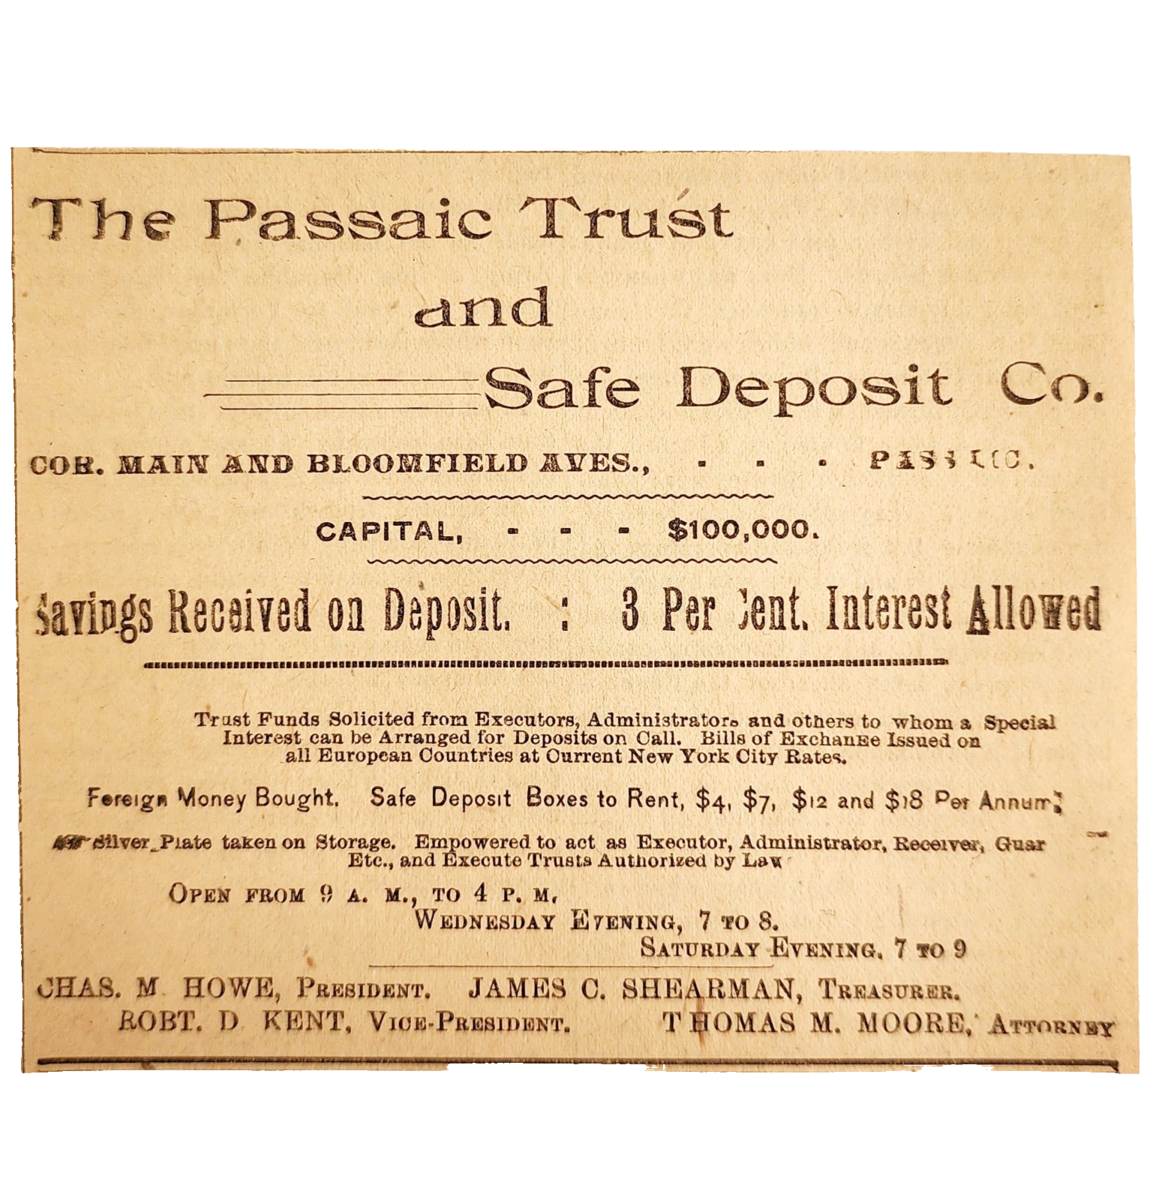 The Passaic Trust
and
Safe Deposit Co.
COR. MAIN AND BLOOMFIELD AVES., - - - PASSAIC.
CAPITAL, - - - $100,000.
Savings Received on Deposit. : 3 Per Cent. Interest Allowed
Trust Funds Solicited from Executors, Administrators and others to whom a Special
Interest can be Arranged for Deposits on Call. Bills of Exchange Issued on
all European Countries at Current New York City Rates.
Foreign Money Bought. Safe Deposit Boxes to Rent, $4, $7, $12 and $18 Per Annum.
Silver Plate taken on Storage. Empowered to act as Executor, Administrator, Receiver, Guar
Etc., and Execute Trusts Authorized by Law
OPEN FROM 9 A. M., TO 4 P. M.
WEDNESDAY EVENING, 7 TO 8.
SATURDAY EVENING, 7 TO 9
CHAS. M. HOWE, PRESIDENT. JAMES C. SHEARMAN, TREASURER.
ROBT. D. KENT, VICE-PRESIDENT. THOMAS M. MOORE, ATTORNEY